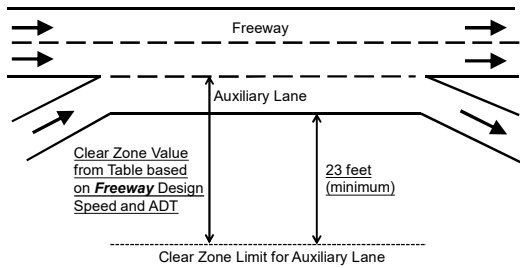 Freeway
Auxiliary Lane
Clear Zone Value
from Table based
on Freeway Design
Speed and ADT
23 feet
(minimum)
Clear Zone Limit for Auxiliary Lane